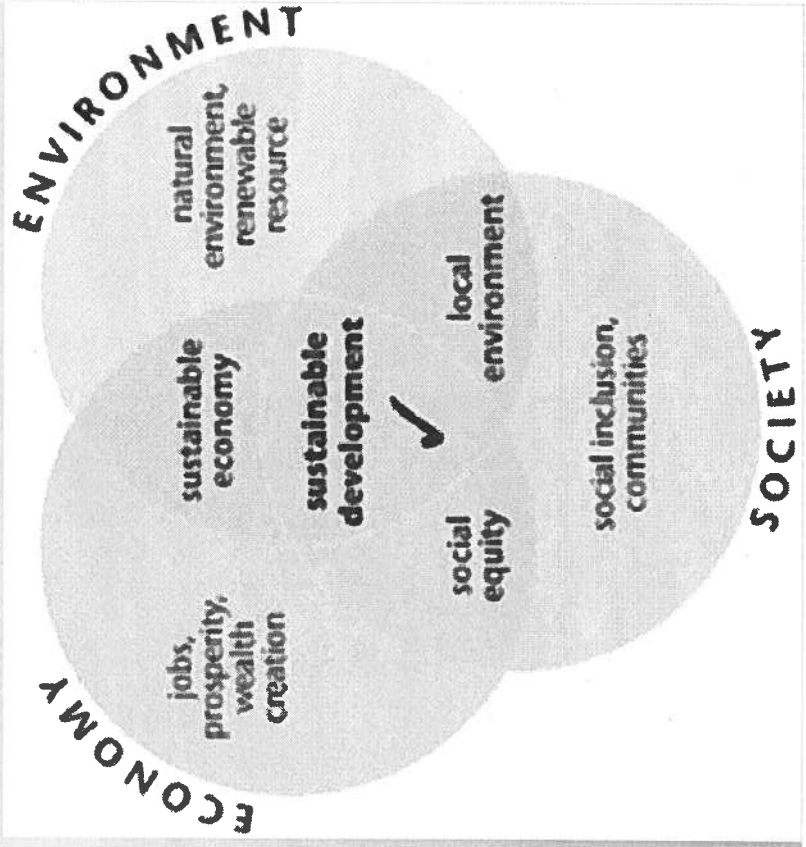 ECONOMY
ENVIRONMENT
jobs,
prosperity,
wealth
creation
sustainable
economy
natural
environment,
renewable
resource
sustainable
development
social
equity
local
environment
social inclusion,
communities
SOCIETY